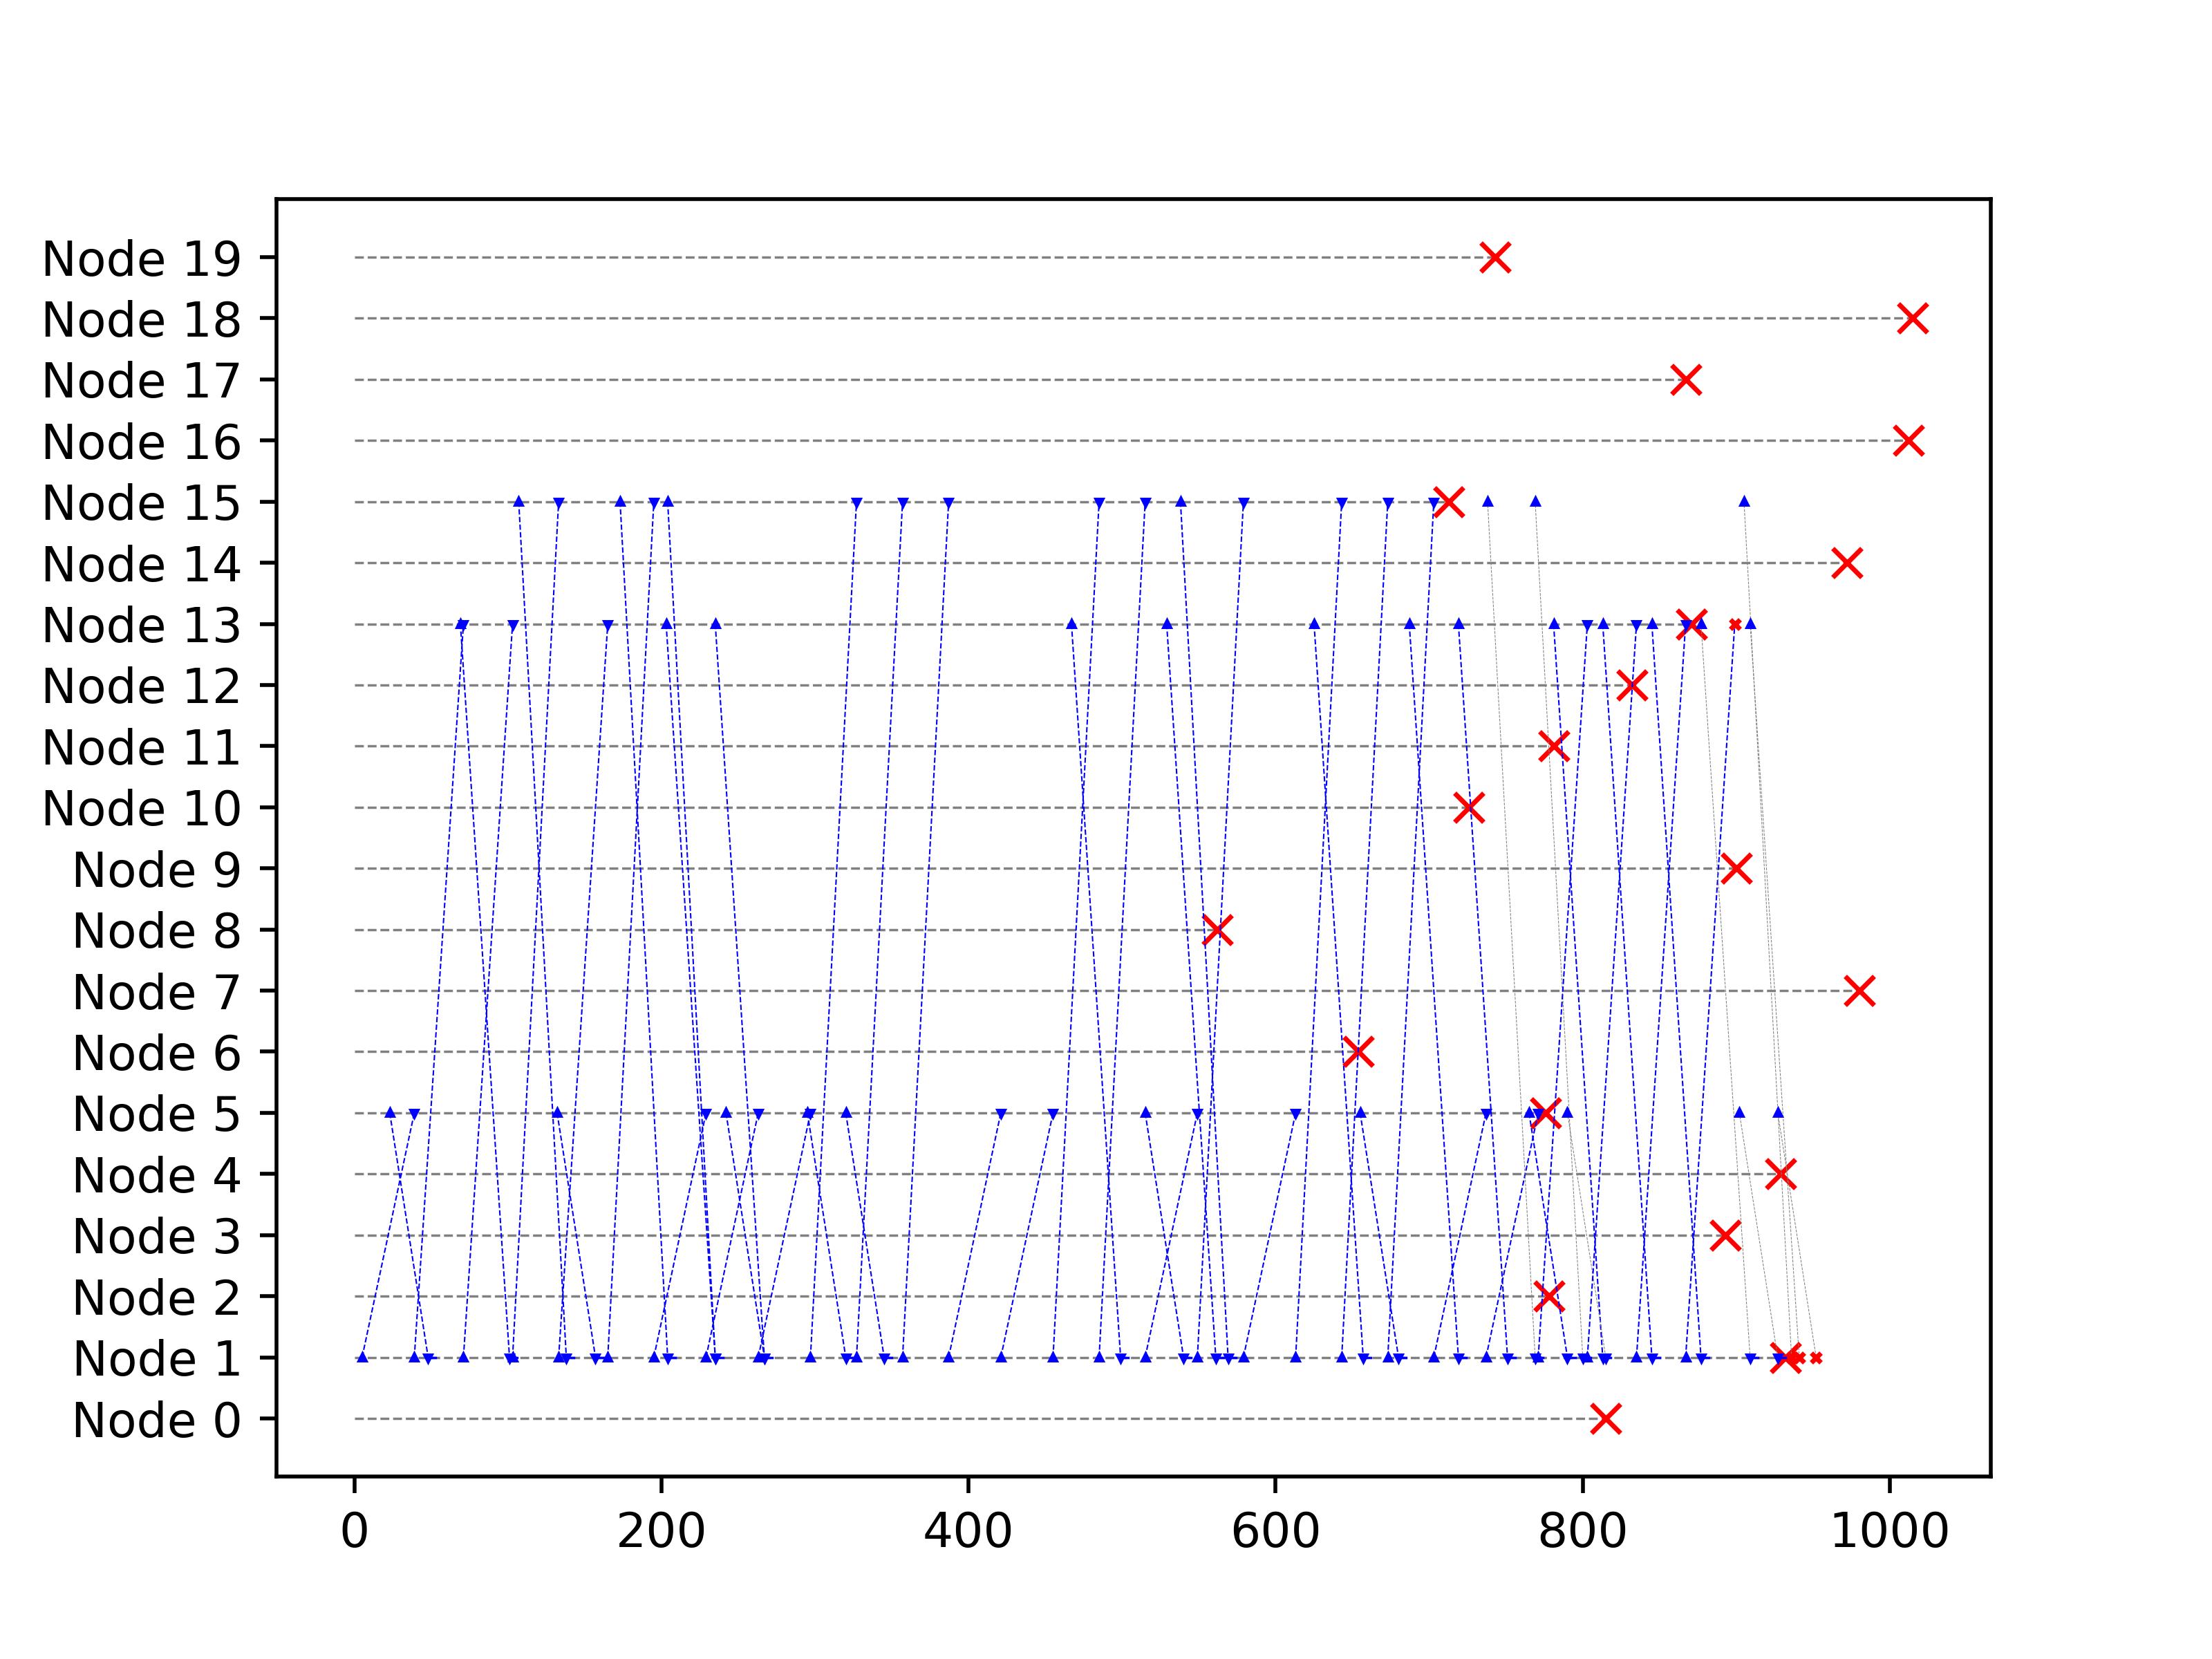 Node 19
Node 18
Node 17
Node 16
Node 15
Node 14
Node 13
Node 12
Node 11
Node 10
Node 9
Node 8
Node 7
Node 6
Node 5
Node 4
Node 3
Node 2
Node 1
Node 0
0 200 400 600 800 1000